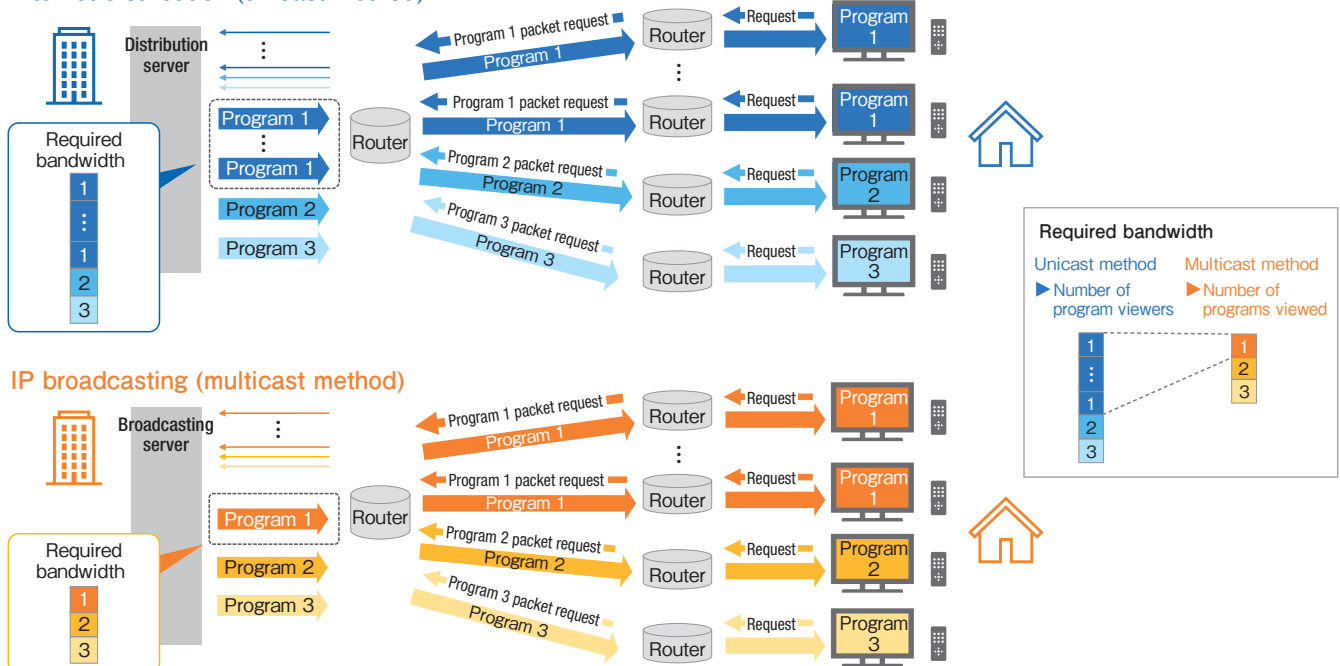 Distribution
server
Required
bandwidth
1
⋮
1
2
3
Program 1
⋮
Program 1
Program 2
Program 3
Router
Program 1 packet request
Program 1
Router
Request
Program
1
⋮
Program 1 packet request
Program 1
Router
Request
Program
1
Program 2 packet request
Program 2
Router
Request
Program
2
Program 3 packet request
Program 3
Router
Request
Program
3
Required bandwidth
Unicast method
▶ Number of
program viewers
Multicast method
▶ Number of
programs viewed
1
⋮
1
2
3
1
2
3
IP broadcasting (multicast method)
Broadcasting
server
Required
bandwidth
1
2
3
Program 1
Program 2
Program 3
Router
Program 1 packet request
Program 1
Router
Request
Program
1
⋮
Program 1 packet request
Program 1
Router
Request
Program
1
Program 2 packet request
Program 2
Router
Request
Program
2
Program 3 packet request
Program 3
Router
Request
Program
3